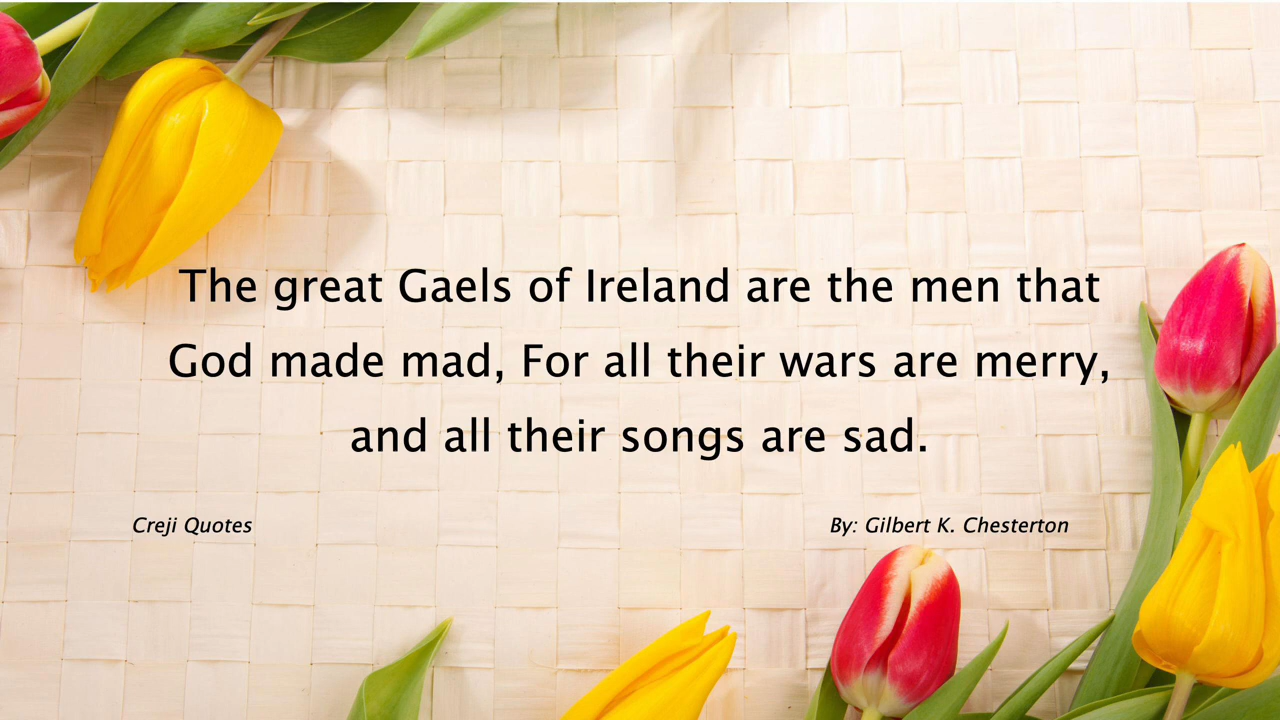 The great Gaels of Ireland are the men that
God made mad, For all their wars are merry,
and all their songs are sad.
Creji Quotes
By: Gilbert K. Chesterton